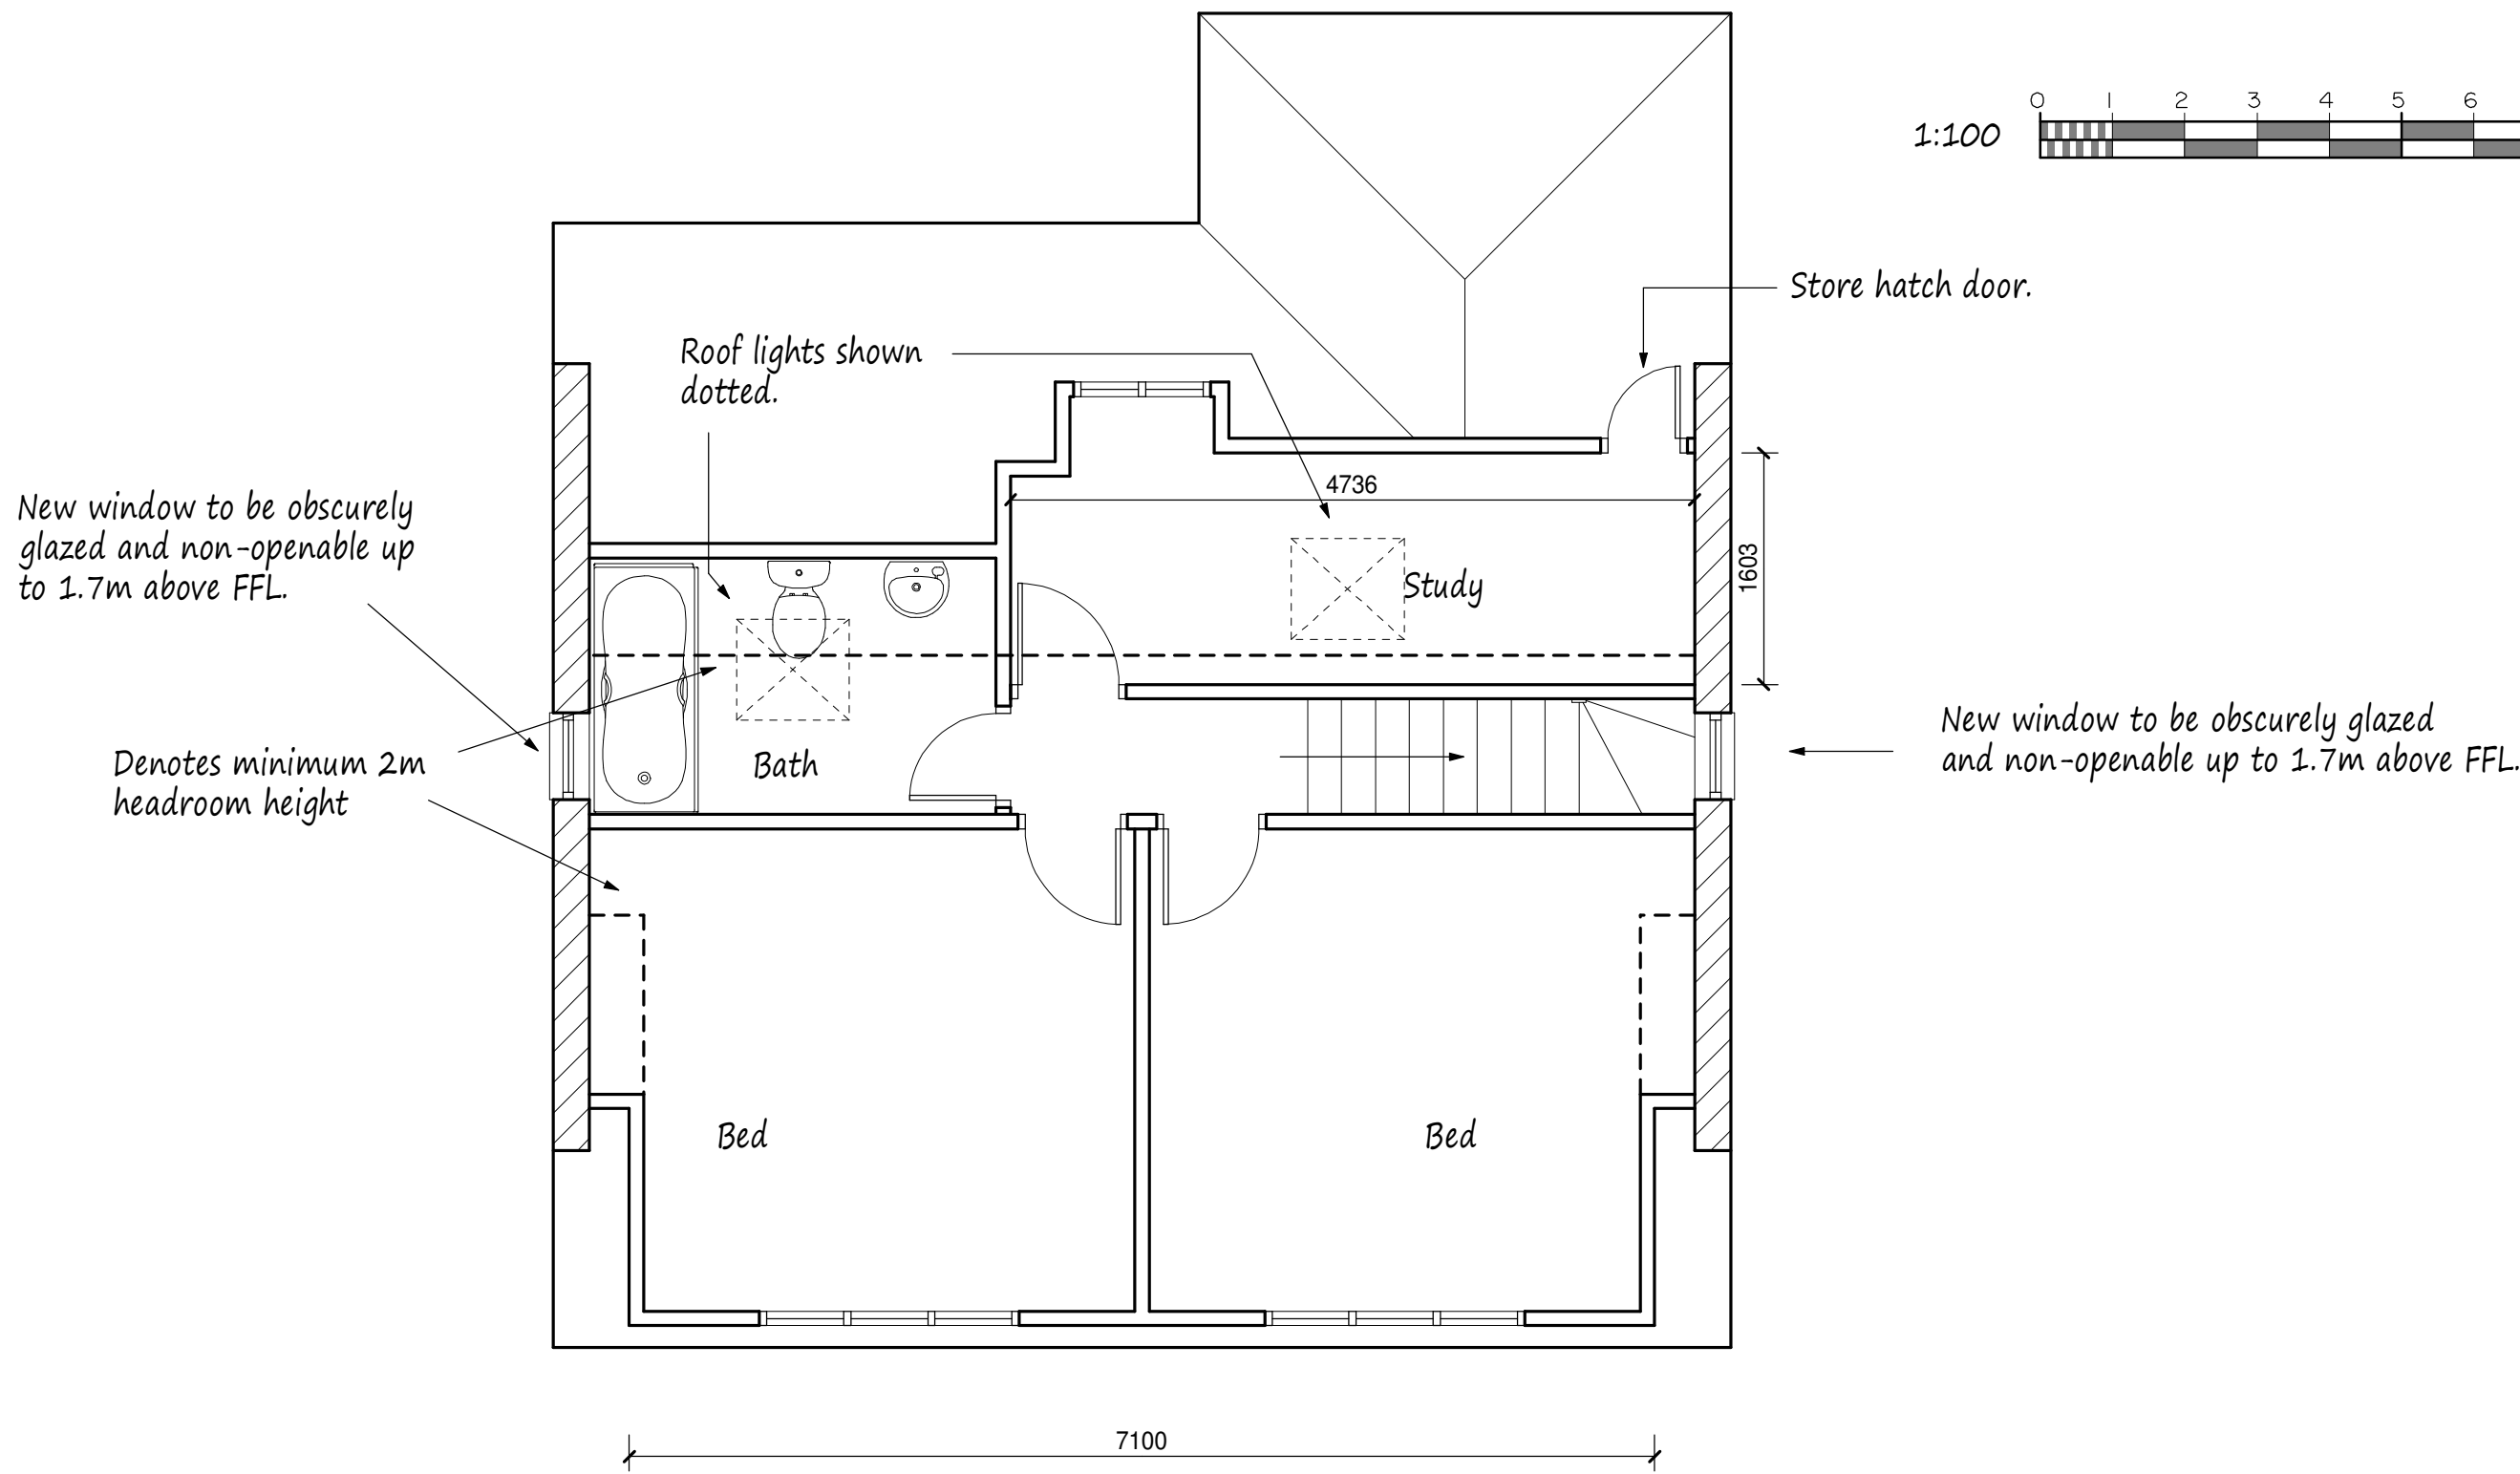 0 1 2 3 4 5 6
1:100
Store hatch door.
Roof lights shown
dotted.
4736
New window to be obscurely
glazed and non-openable up
to 1.7m above FFL.
Study
1603
New window to be obscurely glazed
and non-openable up to 1.7m above FFL.
Denotes minimum 2m
headroom height
Bath
Bed
Bed
7100